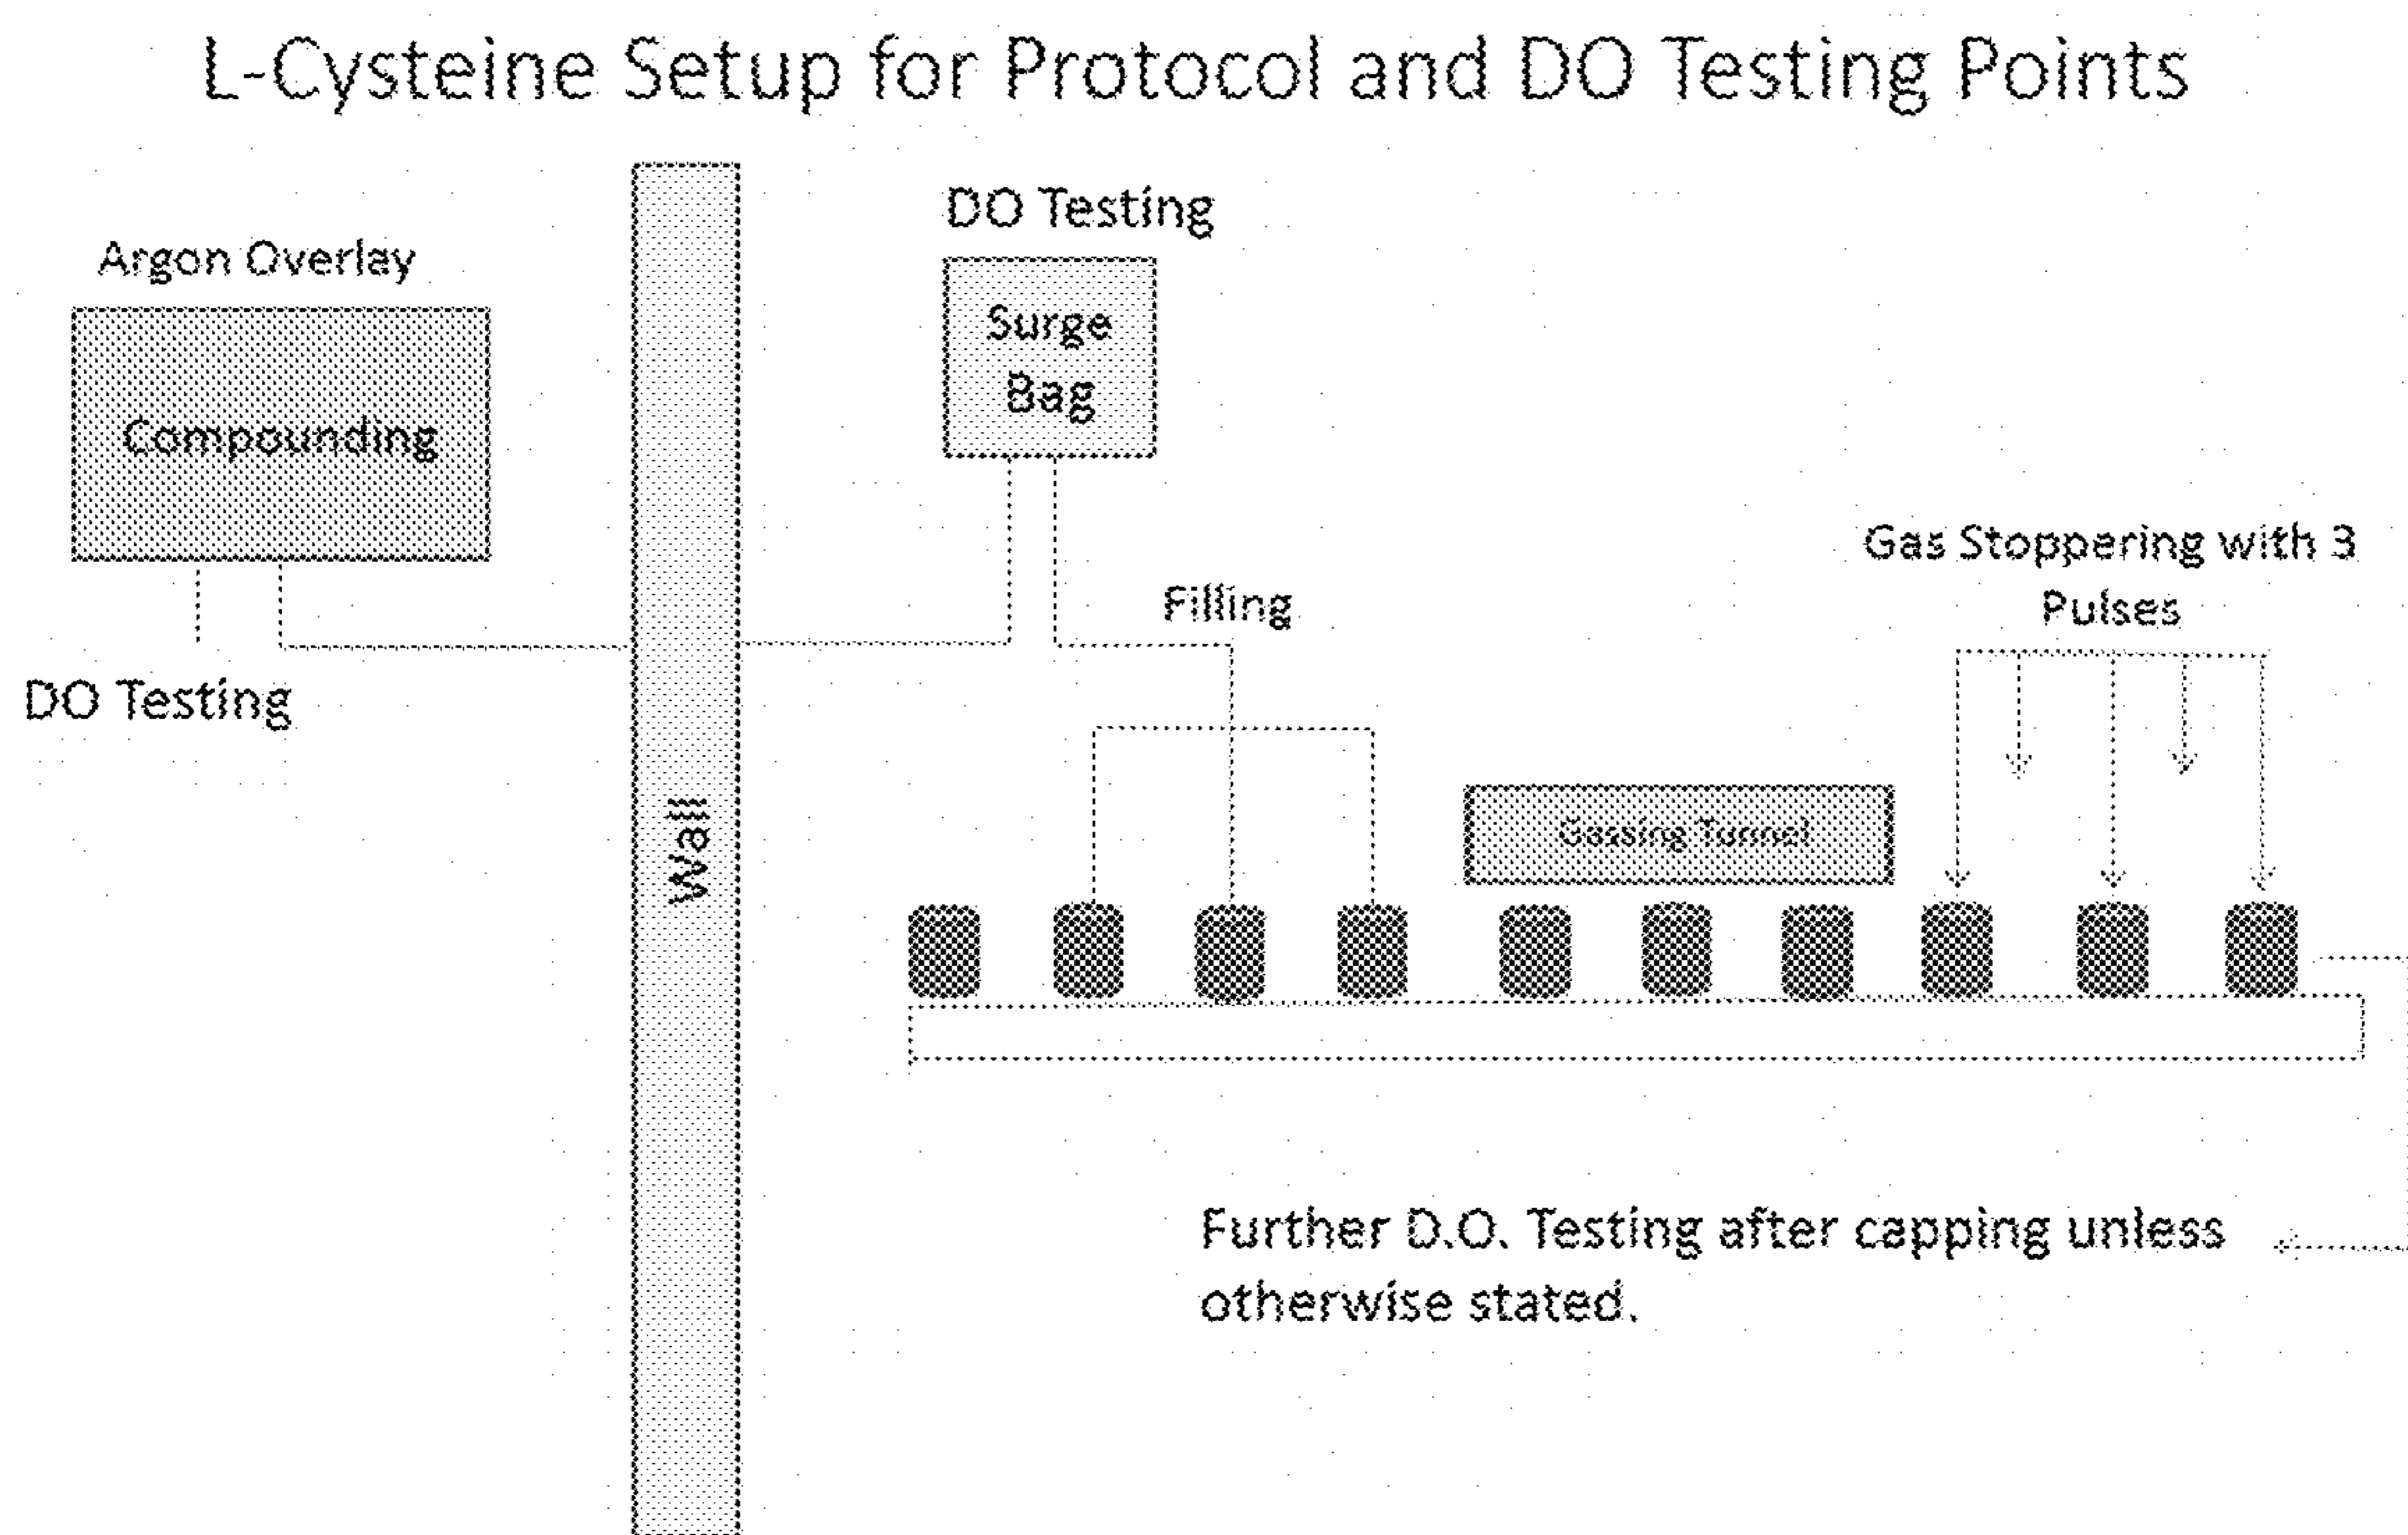 L-Cysteine Setup for Protocol and DO Testing Points
Argon Overlay
Compounding
DO Testing
Wall
DO Testing
Surge
Bag
Filling
Gassing Tunnel
Gas Stoppering with 3
Pulses
Further D.O. Testing after capping unless
otherwise stated.